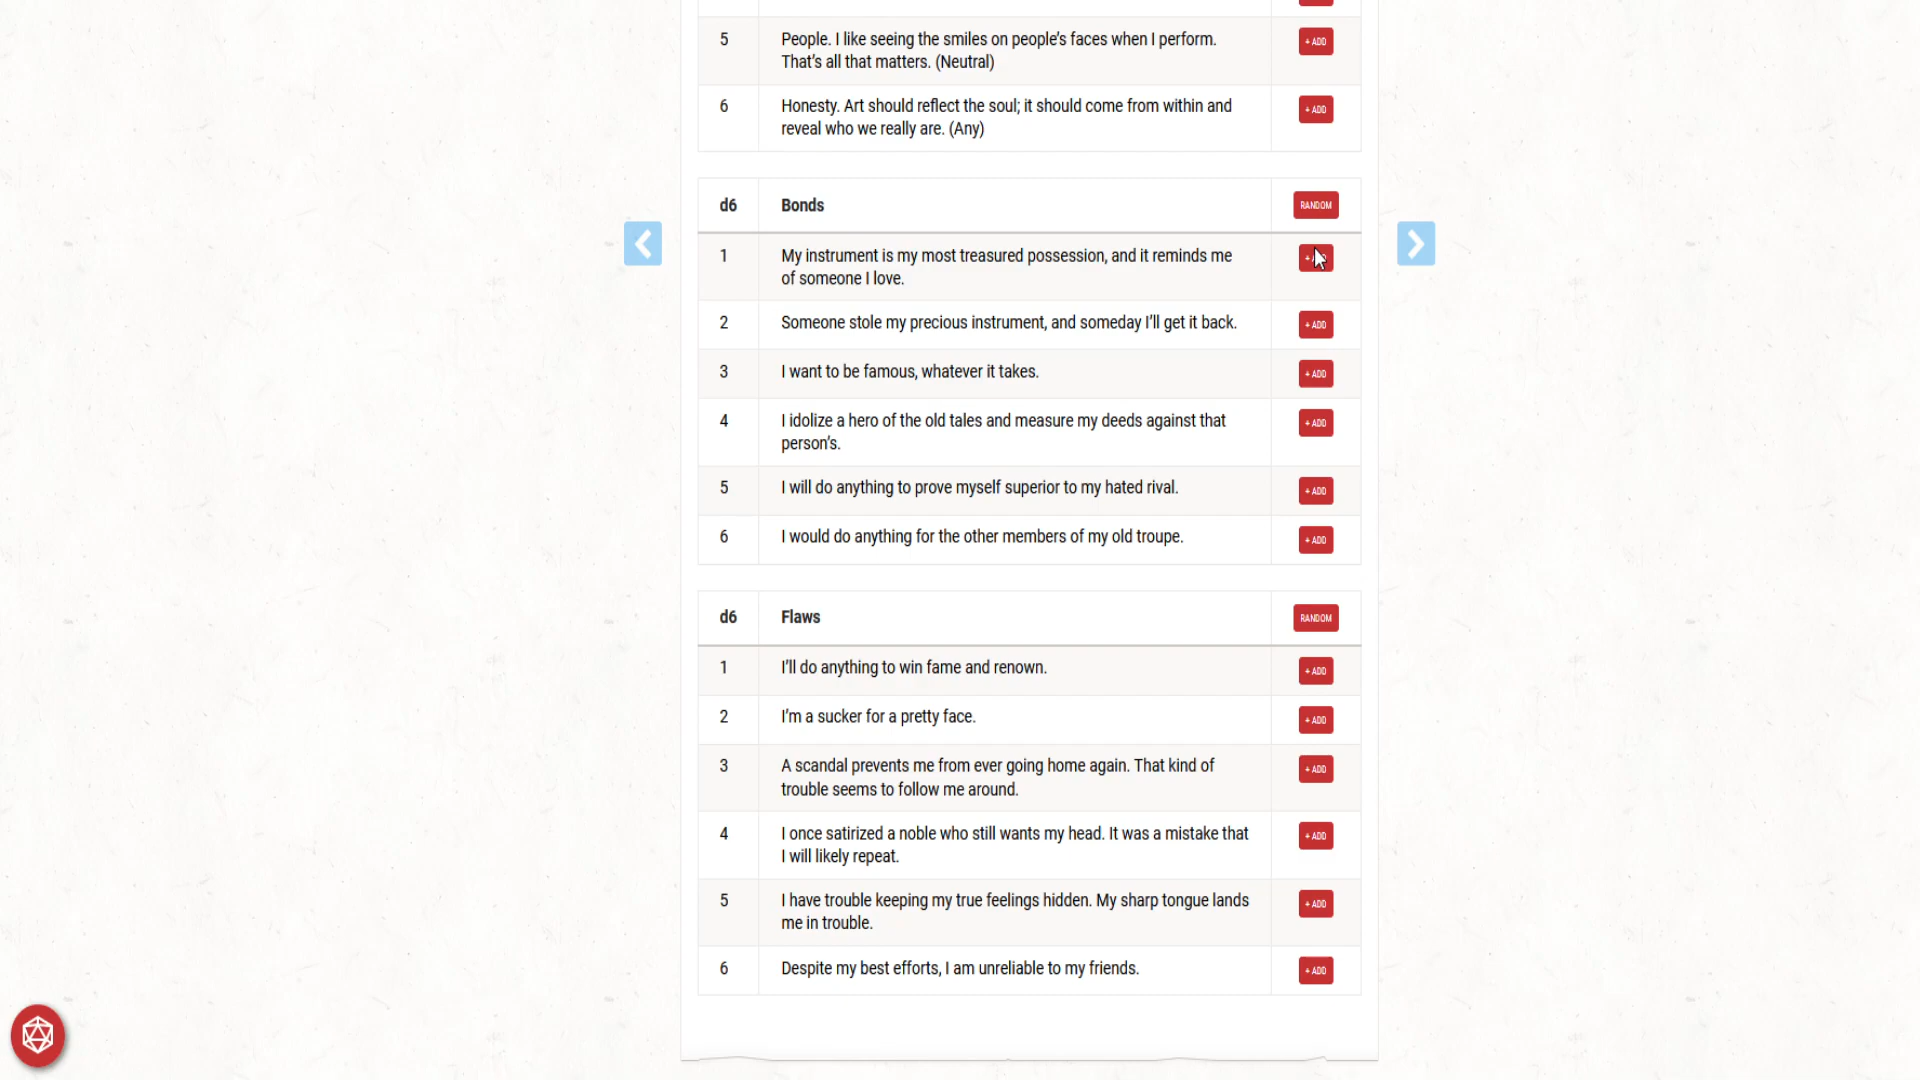 5 People. I like seeing the smiles on people's faces when I perform. + ADD
That's all that matters. (Neutral)
6 Honesty. Art should reflect the soul; it should come from within and + ADD
reveal who we really are. (Any)
d6 Bonds RANDOM
1 My instrument is my most treasured possession, and it reminds me
of someone I love.
2 Someone stole my precious instrument, and someday I'll get it back. + ADD
3 I want to be famous, whatever it takes. + ADD
4 I idolize a hero of the old tales and measure my deeds against that + ADD
person's.
5 I will do anything to prove myself superior to my hated rival. + ADD
6 I would do anything for the other members of my old troupe. + ADD
d6 Flaws RANDOM
1 I'll do anything to win fame and renown. + ADD
2 I'm a sucker for a pretty face. + ADD
3 A scandal prevents me from ever going home again. That kind of + ADD
trouble seems to follow me around.
4 I once satirized a noble who still wants my head. It was a mistake that + ADD
I will likely repeat.
5 I have trouble keeping my true feelings hidden. My sharp tongue lands + ADD
me in trouble.
6 Despite my best efforts, I am unreliable to my friends. + ADD